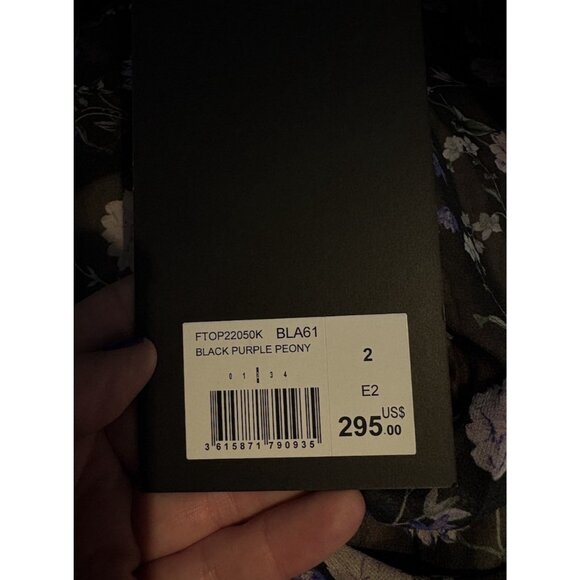 FTOP22050K BLA61
BLACK PURPLE PEONY
0 1 3 4
3 615871 790935
2
E2
US$
295.00